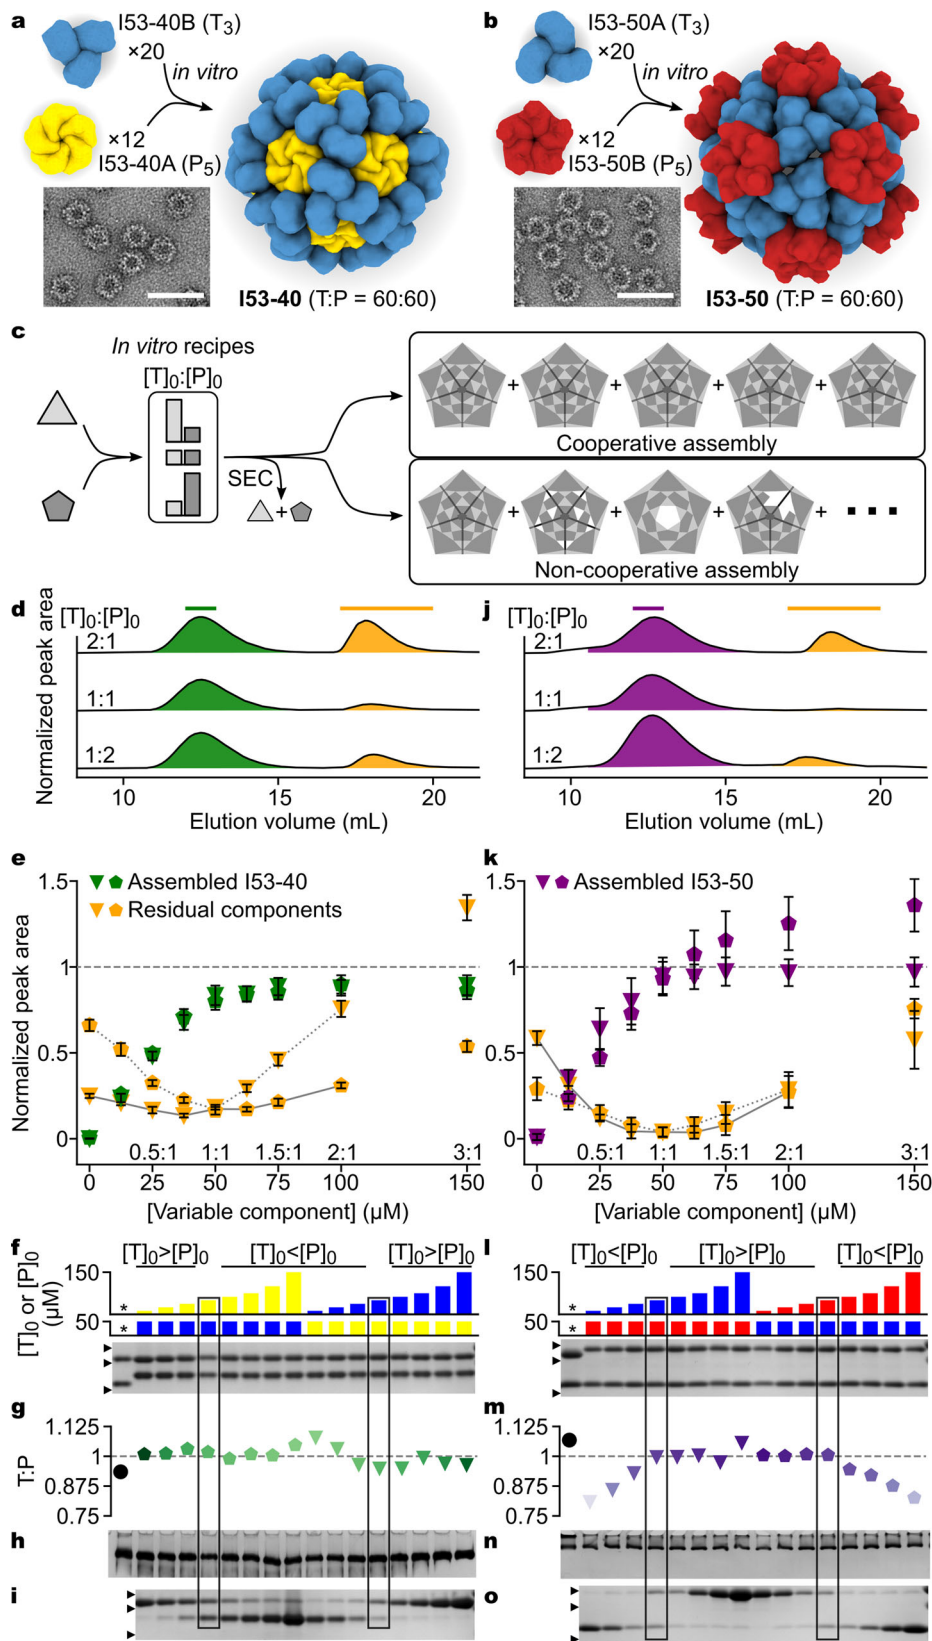 a
I53-40B (T3)
×20
in vitro
×12
I53-40A (P5)
I53-40 (T:P = 60:60)
b
I53-50A (T3)
×20
in vitro
×12
I53-50B (P5)
I53-50 (T:P = 60:60)
c
In vitro recipes
[T]0:[P]0
SEC
+
+ + + +
Cooperative assembly
+ + + +
Non-cooperative assembly
d
[T]0:[P]0
2:1
1:1
1:2
Normalized peak area
10 15 20
Elution volume (mL)
j
[T]0:[P]0
2:1
1:1
1:2
10 15 20
Elution volume (mL)
e
Assembled I53-40
Residual components
Normalized peak area
1.5
1
0.5
0
0.5:1 1:1 1.5:1 2:1 3:1
0 25 50 75 100 150
[Variable component] (µM)
k
Assembled I53-50
1.5
1
0.5
0
0.5:1 1:1 1.5:1 2:1 3:1
0 25 50 75 100 150
[Variable component] (µM)
f
[T]0>[P]0 [T]0<[P]0 [T]0>[P]0
[T]0 or [P]0
(µM)
150
*
50
*
l
[T]0<[P]0 [T]0>[P]0 [T]0<[P]0
150
*
50
*
g
T:P
1.125
1
0.875
0.75
m
1.125
1
0.875
0.75
h
n
i
o